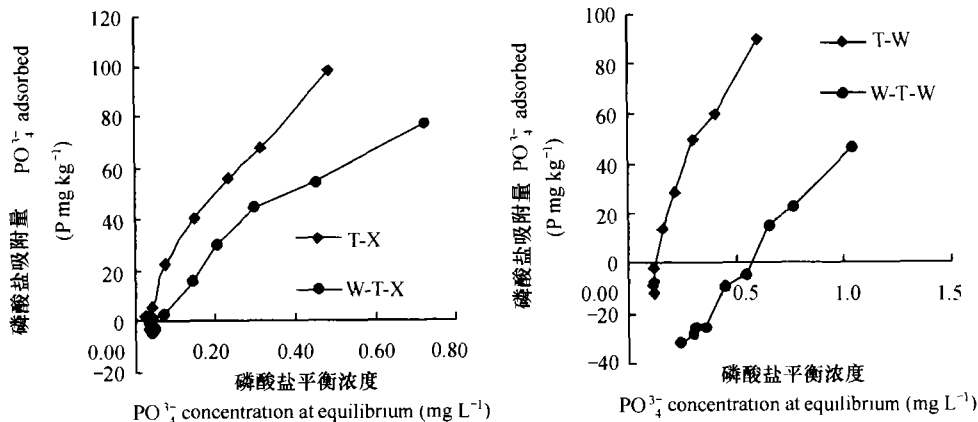 磷酸盐吸附量 PO₄³⁻ adsorbed
(P mg kg⁻¹)
120
100
80
60
40
20
0
−20
0.00
0.20
0.40
0.60
0.80
T-X
W-T-X
磷酸盐平衡浓度
PO₄³⁻ concentration at equilibrium (mg L⁻¹)
磷酸盐吸附量 PO₄³⁻ adsorbed
(P mg kg⁻¹)
100
80
60
40
20
0
−20
−40
0.00
0.5
1.0
1.5
T-W
W-T-W
磷酸盐平衡浓度
PO₄³⁻ concentration at equilibrium (mg L⁻¹)